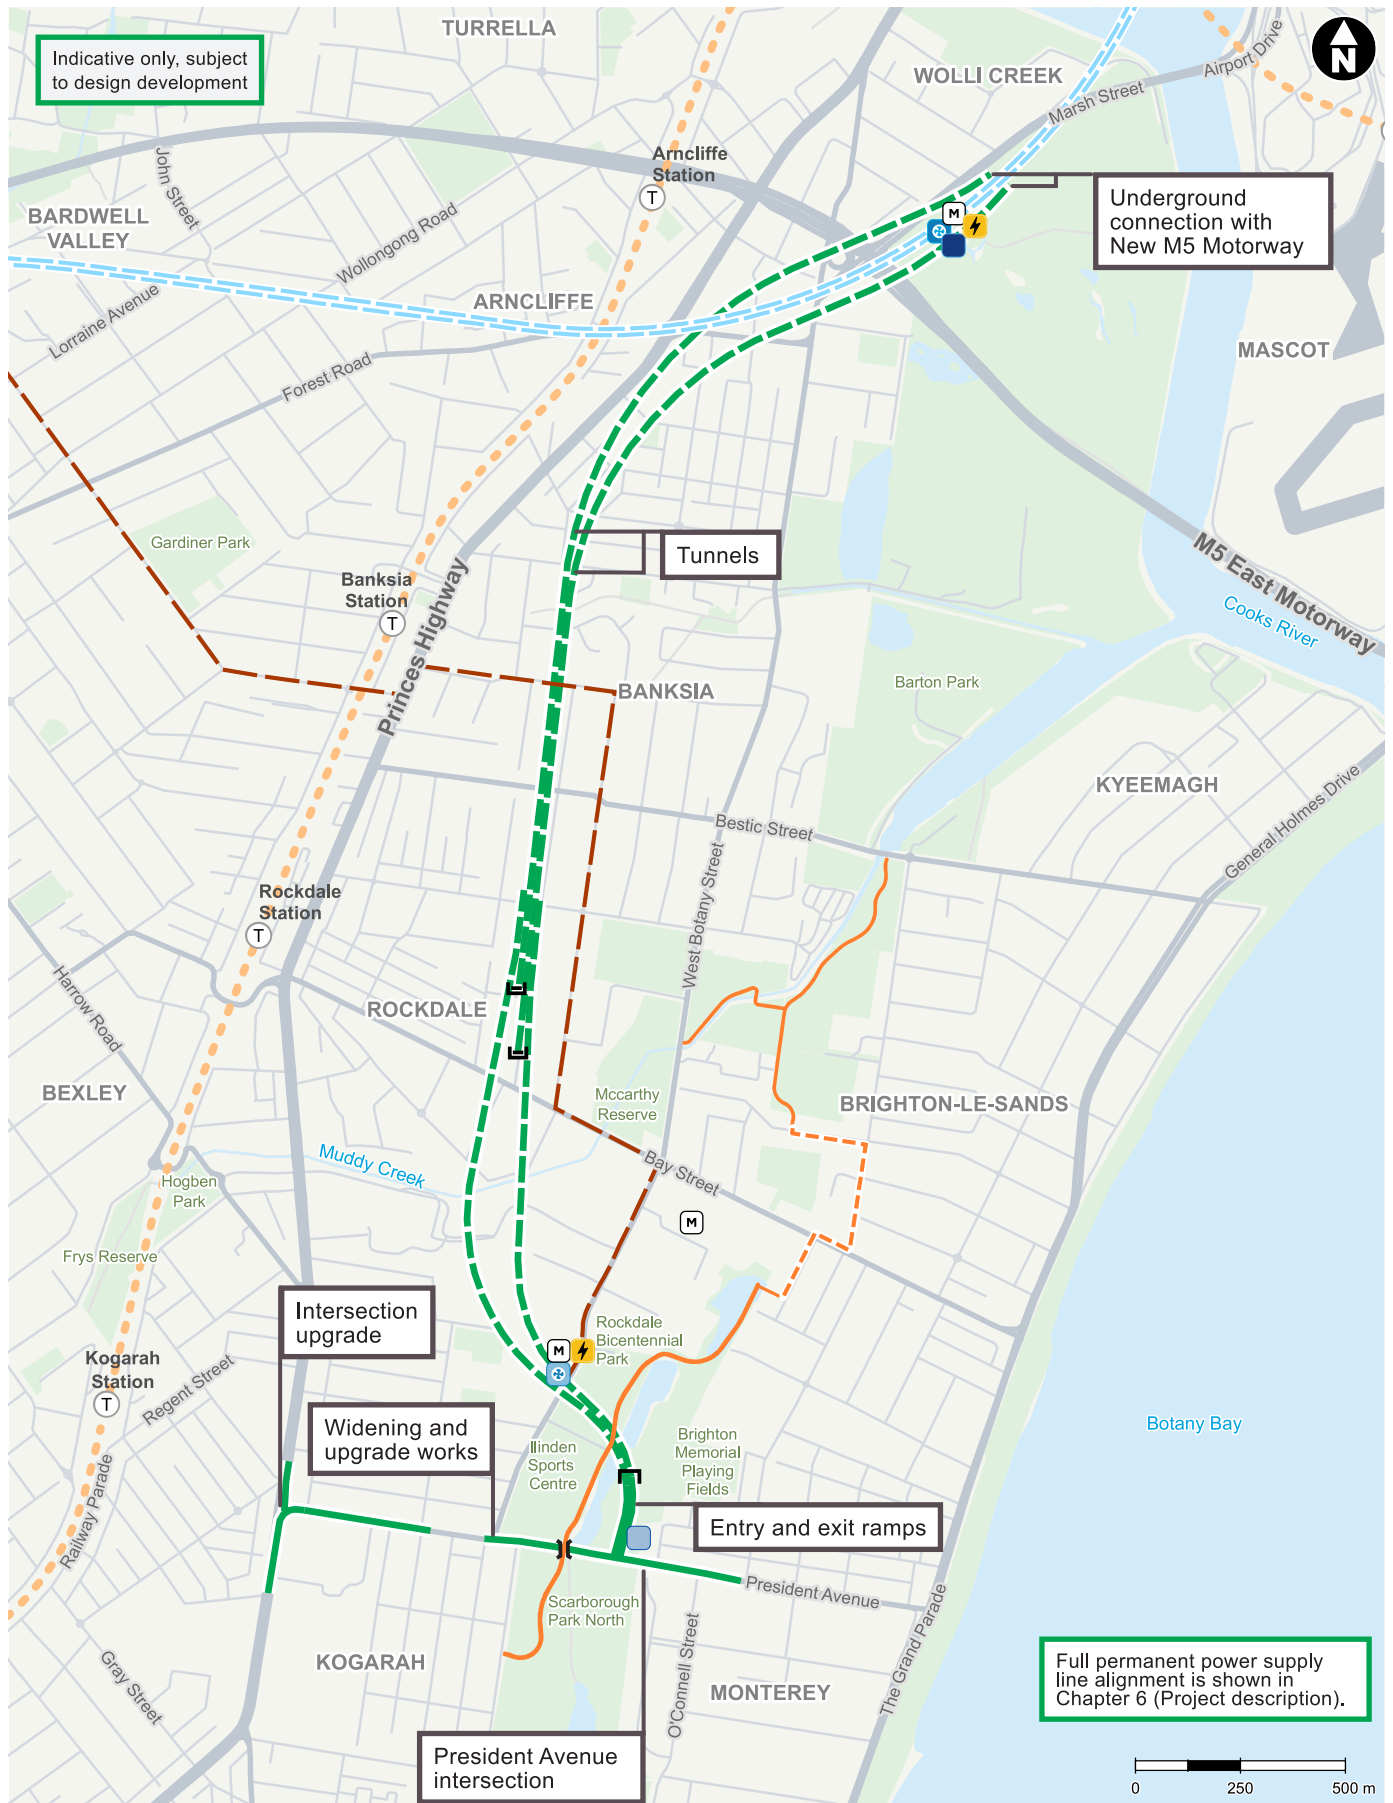 TURRELLA
Indicative only, subject
to design development
WOLLI CREEK
Airport Drive
N
Marsh Street
John Street
Arncliffe
Station
T
BARDWELL
VALLEY
Wollongong Road
M
Underground
connection with
New M5 Motorway
Lorraine Avenue
ARNCLIFFE
Forest Road
MASCOT
Gardiner Park
Tunnels
M5 East Motorway
Banksia
Station
T
Princes Highway
Cooks River
BANKSIA
Barton Park
KYEEMAGH
Bestic Street
General Holmes Drive
West Botany Street
Rockdale
Station
T
Harrow Road
ROCKDALE
BEXLEY
Mccarthy
Reserve
BRIGHTON-LE-SANDS
Muddy Creek
Bay Street
Hogben
Park
M
Frys Reserve
Intersection
upgrade
Rockdale
Bicentennial
Park
M
Kogarah
Station
T
Regent Street
Widening and
upgrade works
Ilinden
Sports
Centre
Brighton
Memorial
Playing
Fields
Botany Bay
Railway Parade
Entry and exit ramps
President Avenue
Scarborough
Park North
The Grand Parade
O'Connell Street
Gray Street
KOGARAH
MONTEREY
Full permanent power supply
line alignment is shown in
Chapter 6 (Project description).
President Avenue
intersection
0 250 500 m